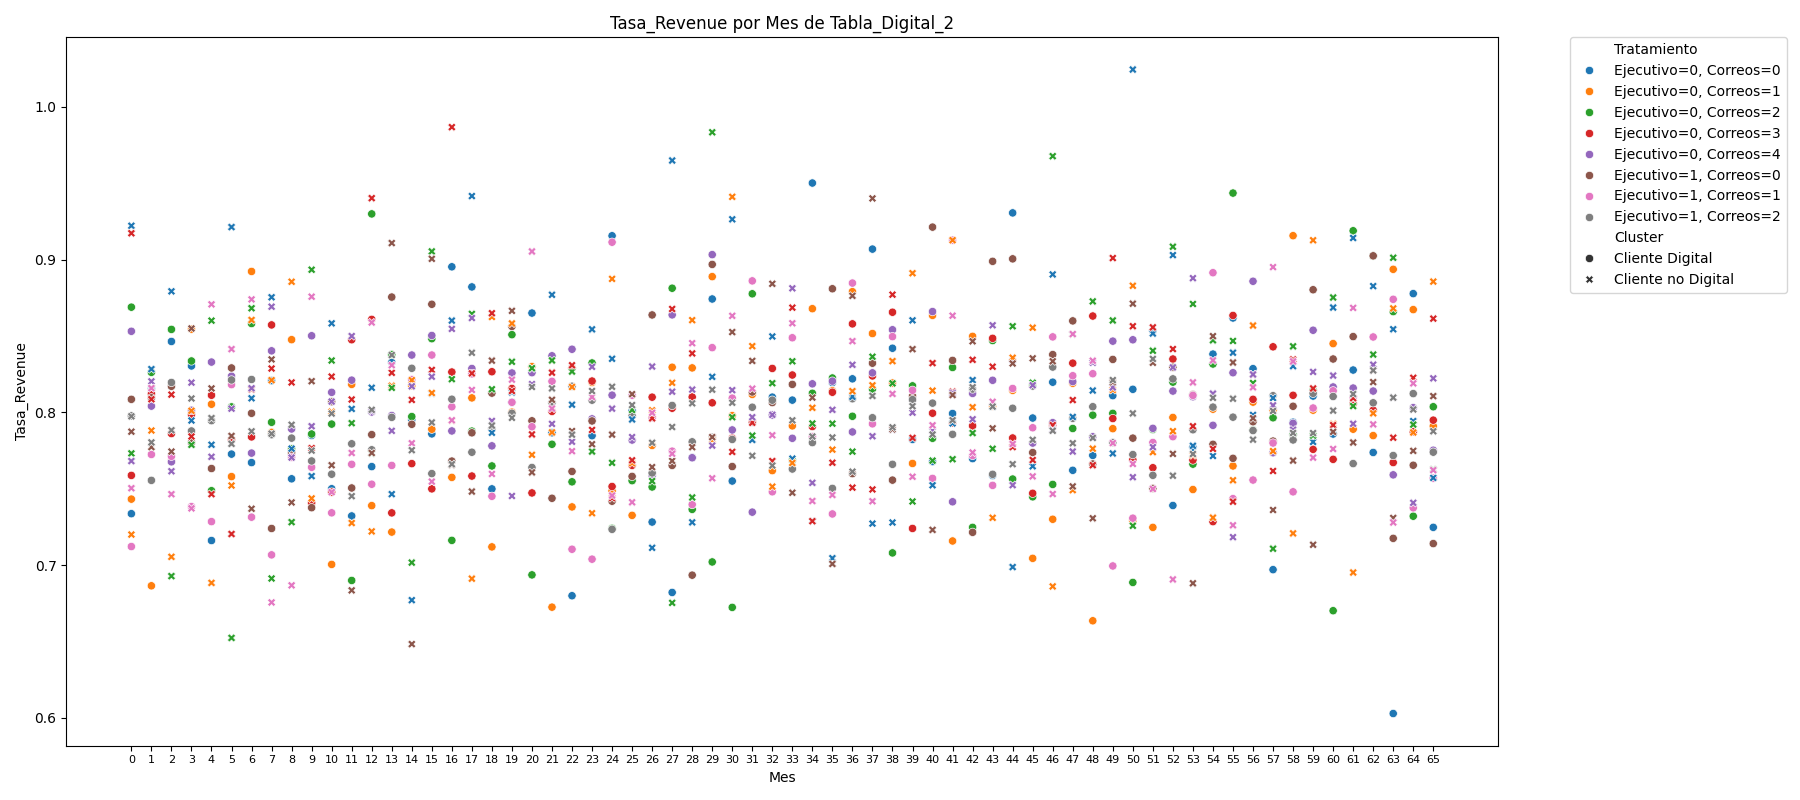 Tasa_Revenue por Mes de Tabla_Digital_2
Tratamiento
Ejecutivo=0, Correos=0
Ejecutivo=0, Correos=1
Ejecutivo=0, Correos=2
Ejecutivo=0, Correos=3
Ejecutivo=0, Correos=4
Ejecutivo=1, Correos=0
Ejecutivo=1, Correos=1
Ejecutivo=1, Correos=2
Cluster
Cliente Digital
Cliente no Digital
Tasa_Revenue
1.0
0.9
0.8
0.7
0.6
0 1 2 3 4 5 6 7 8 9 10 11 12 13 14 15 16 17 18 19 20 21 22 23 24 25 26 27 28 29 30 31 32 33 34 35 36 37 38 39 40 41 42 43 44 45 46 47 48 49 50 51 52 53 54 55 56 57 58 59 60 61 62 63 64 65
Mes